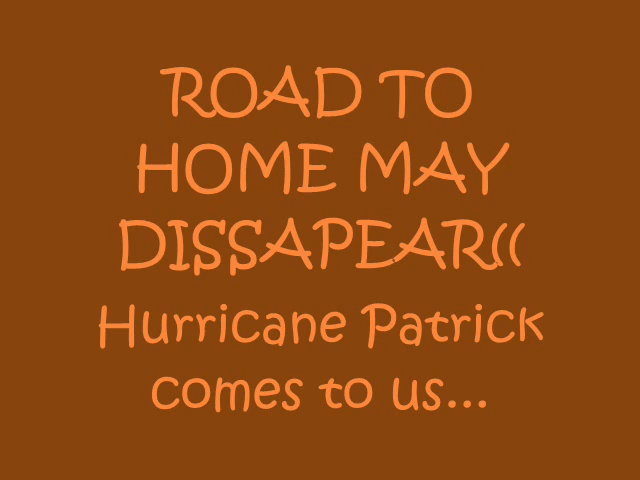 ROAD TO
HOME MAY
DISSAPEAR((
Hurricane Patrick
comes to us...